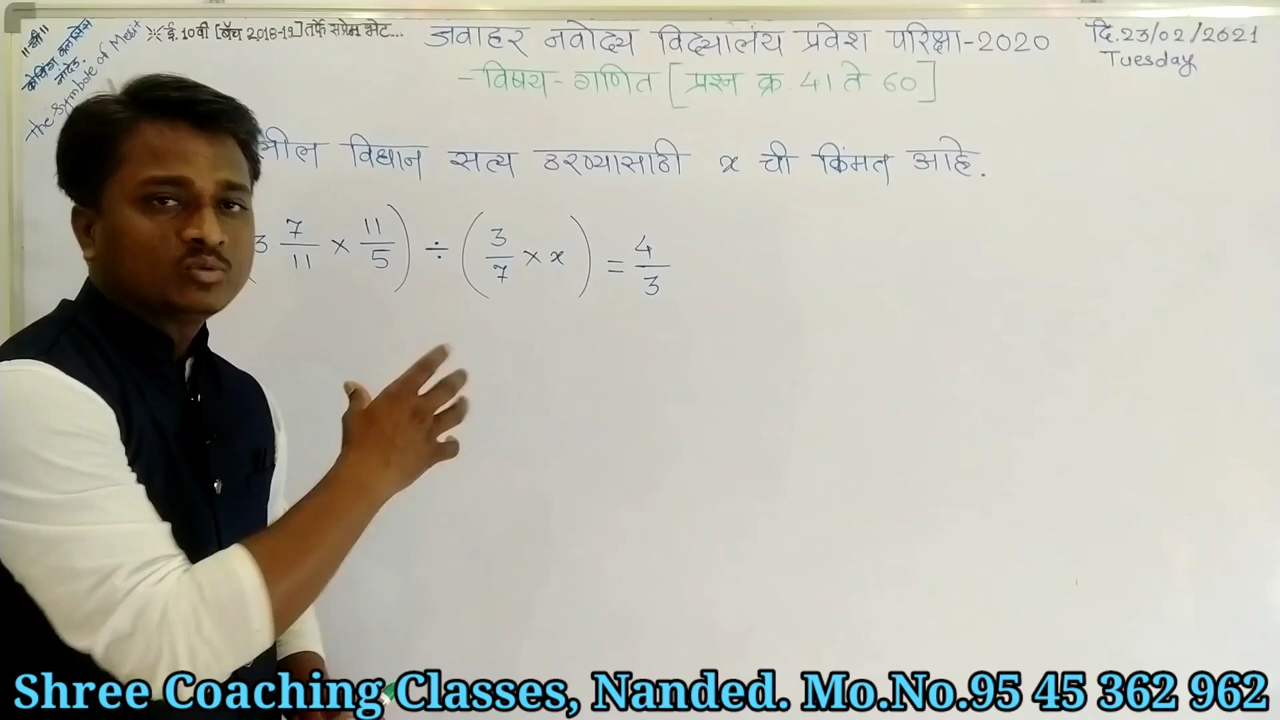 ॥ श्री ॥
कोचिंग क्लासेस
नांदेड.
The Symbole of Merit
ई. 10 वी [बॅच 2018-19] तर्फे सप्रेम भेट...
जवाहर नवोदय विद्यालय प्रवेश परिक्षा-2020
दि.23/02/2021
Tuesday
-विषय- गणित [प्रश्न क्र. 41 ते 60]
विधान सत्य ठरण्यासाठी x ची किंमत आहे.
3 7/11 × 11/5) ÷ (3/7 × x) = 4/3
Shree Coaching Classes, Nanded. Mo.No.95 45 362 962